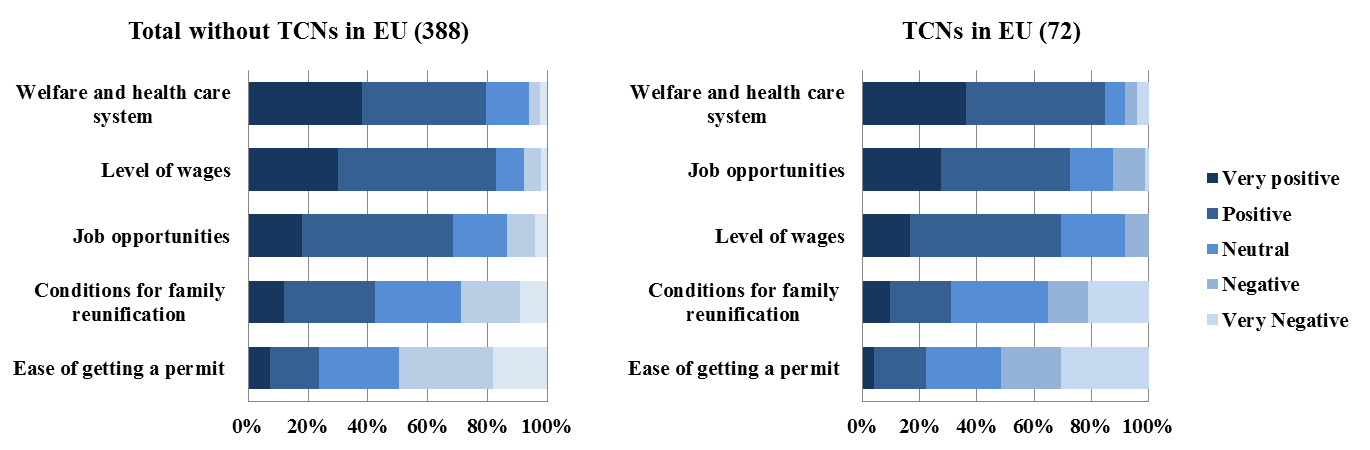 Total without TCNs in EU (388)
Welfare and health care
system
Level of wages
Job opportunities
Conditions for family
reunification
Ease of getting a permit
0% 20% 40% 60% 80% 100%
TCNs in EU (72)
Welfare and health care
system
Job opportunities
Level of wages
Conditions for family
reunification
Ease of getting a permit
0% 20% 40% 60% 80% 100%
Very positive
Positive
Neutral
Negative
Very Negative